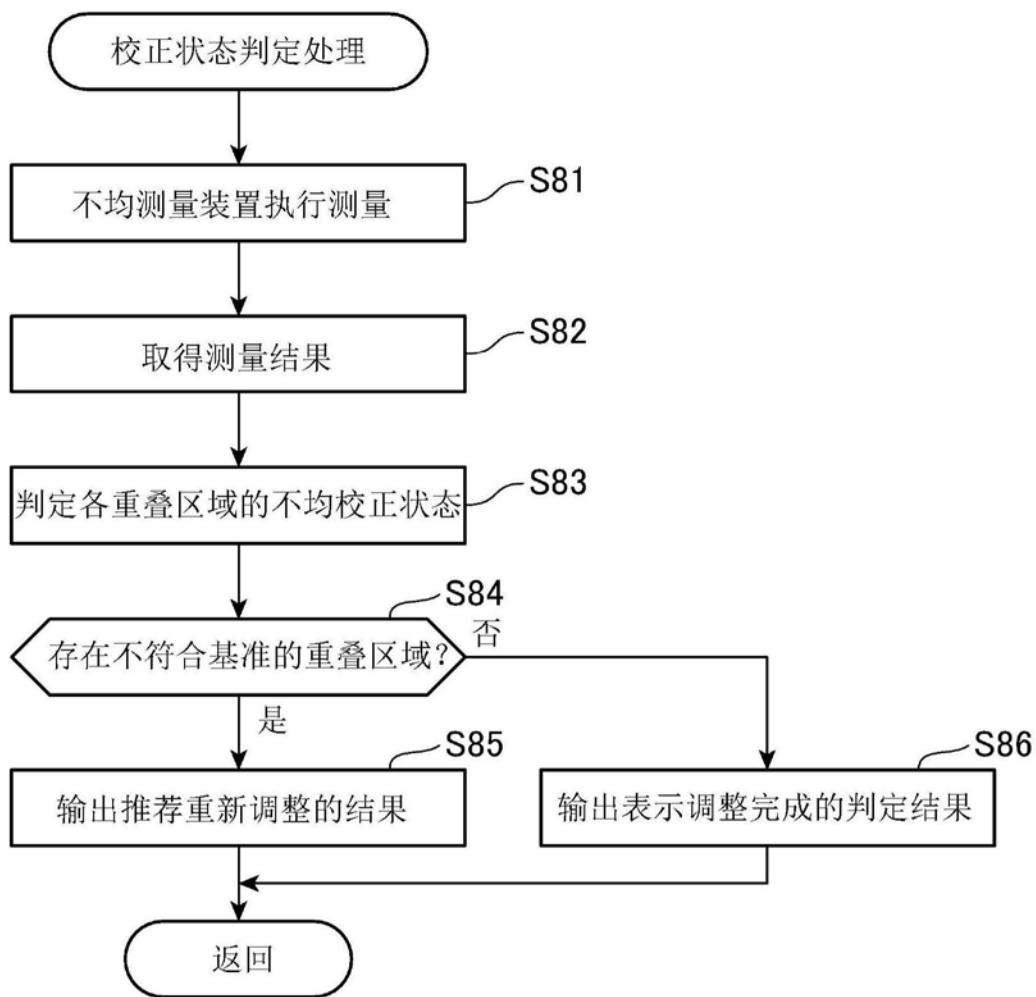 校正状态判定处理
S81
不均测量装置执行测量
S82
取得测量结果
S83
判定各重叠区域的不均校正状态
S84
存在不符合基准的重叠区域？
否
是
S85
输出推荐重新调整的结果
S86
输出表示调整完成的判定结果
返回